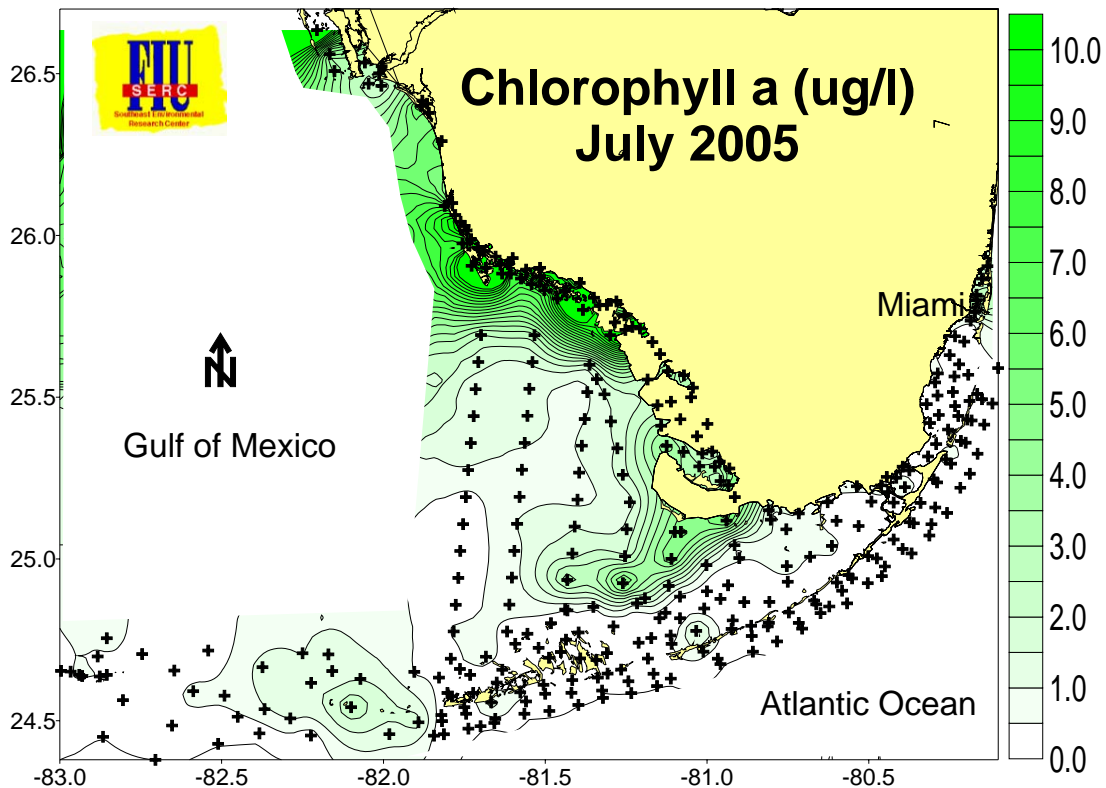 FIU
SERC
Southeast Environmental
Research Center
Chlorophyll a (ug/l)
July 2005
Miami
N
Gulf of Mexico
Atlantic Ocean
26.5
26.0
25.5
25.0
24.5
-83.0
-82.5
-82.0
-81.5
-81.0
-80.5
10.0
9.0
8.0
7.0
6.0
5.0
4.0
3.0
2.0
1.0
0.0